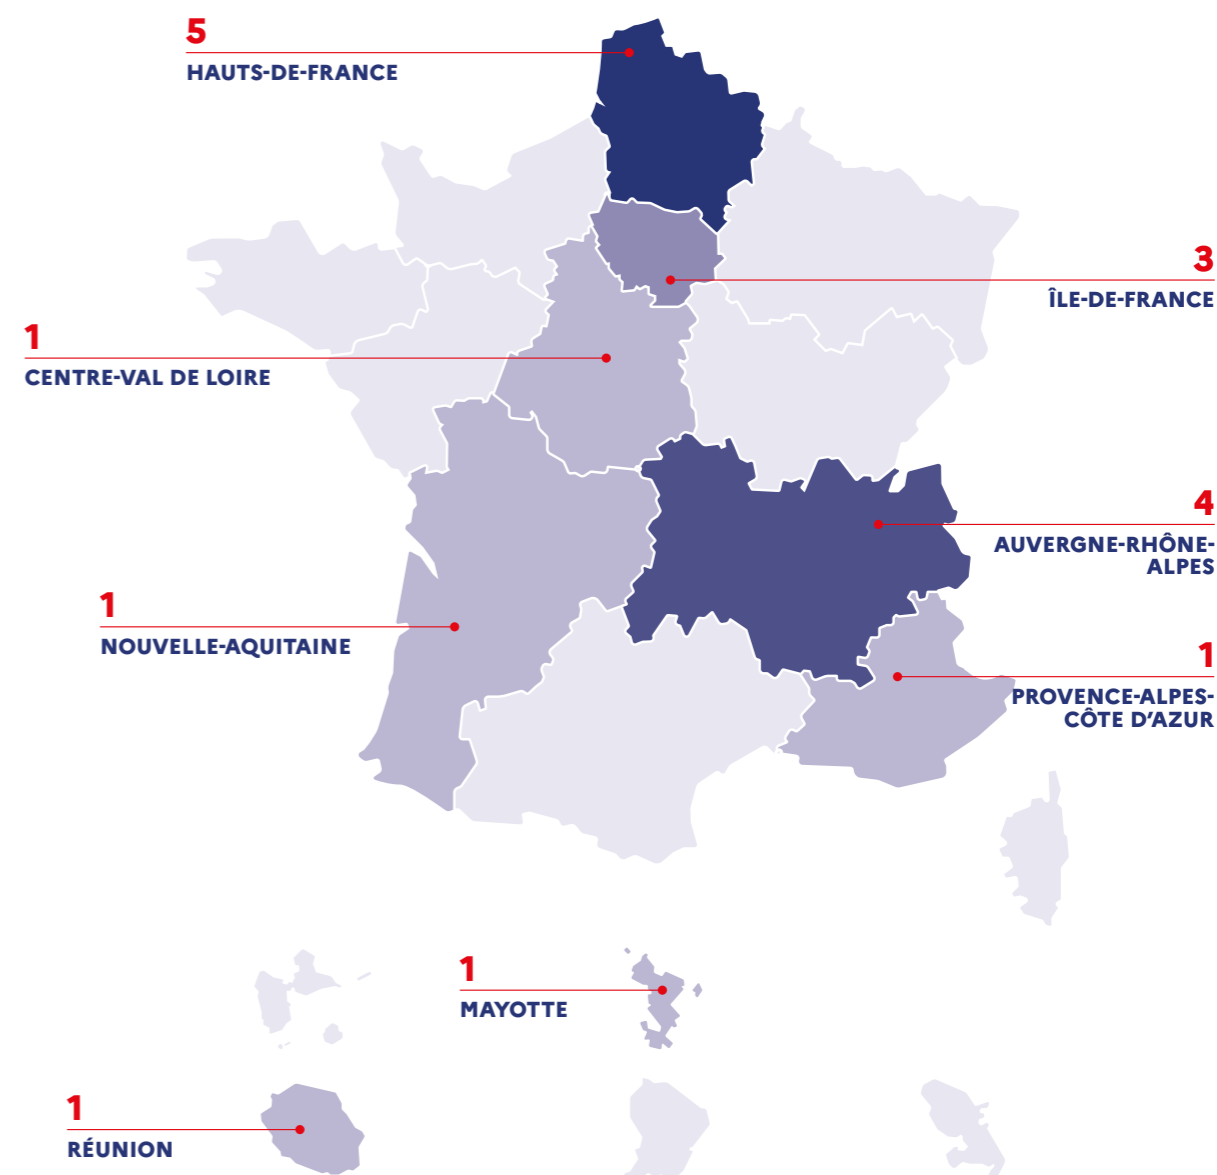 5
HAUTS-DE-FRANCE
3
ÎLE-DE-FRANCE
1
CENTRE-VAL DE LOIRE
4
AUVERGNE-RHÔNE-
ALPES
1
NOUVELLE-AQUITAINE
1
PROVENCE-ALPES-
CÔTE D’AZUR
1
MAYOTTE
1
RÉUNION